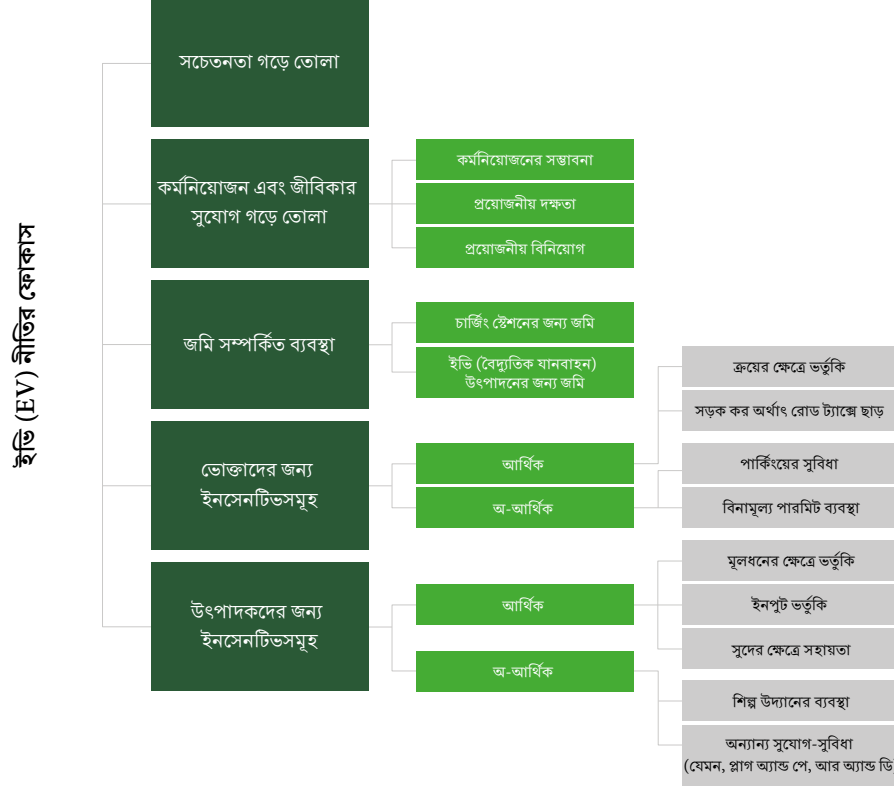 ইভি (EV) নীতির ফোকাস
সচেতনতা গড়ে তোলা
কর্মনিয়োজন এবং জীবিকার
সুযোগ গড়ে তোলা
কর্মনিয়োজনের সম্ভাবনা
প্রয়োজনীয় দক্ষতা
প্রয়োজনীয় বিনিয়োগ
জমি সম্পর্কিত ব্যবস্থা
চার্জিং স্টেশনের জন্য জমি
ইভি (বৈদ্যুতিক যানবাহন)
উৎপাদনের জন্য জমি
ভোক্তাদের জন্য
ইনসেনটিভসমূহ
আর্থিক
ক্রয়ের ক্ষেত্রে ভর্তুকি
সড়ক কর অর্থাৎ রোড ট্যাক্সে ছাড়
অ-আর্থিক
পার্কিংয়ের সুবিধা
বিনামূল্য পারমিট ব্যবস্থা
উৎপাদকদের জন্য
ইনসেনটিভসমূহ
আর্থিক
মূলধনের ক্ষেত্রে ভর্তুকি
ইনপুট ভর্তুকি
সুদের ক্ষেত্রে সহায়তা
অ-আর্থিক
শিল্প উদ্যানের ব্যবস্থা
অন্যান্য সুযোগ-সুবিধা
(যেমন, প্লাগ অ্যান্ড পে, আর অ্যান্ড ডি